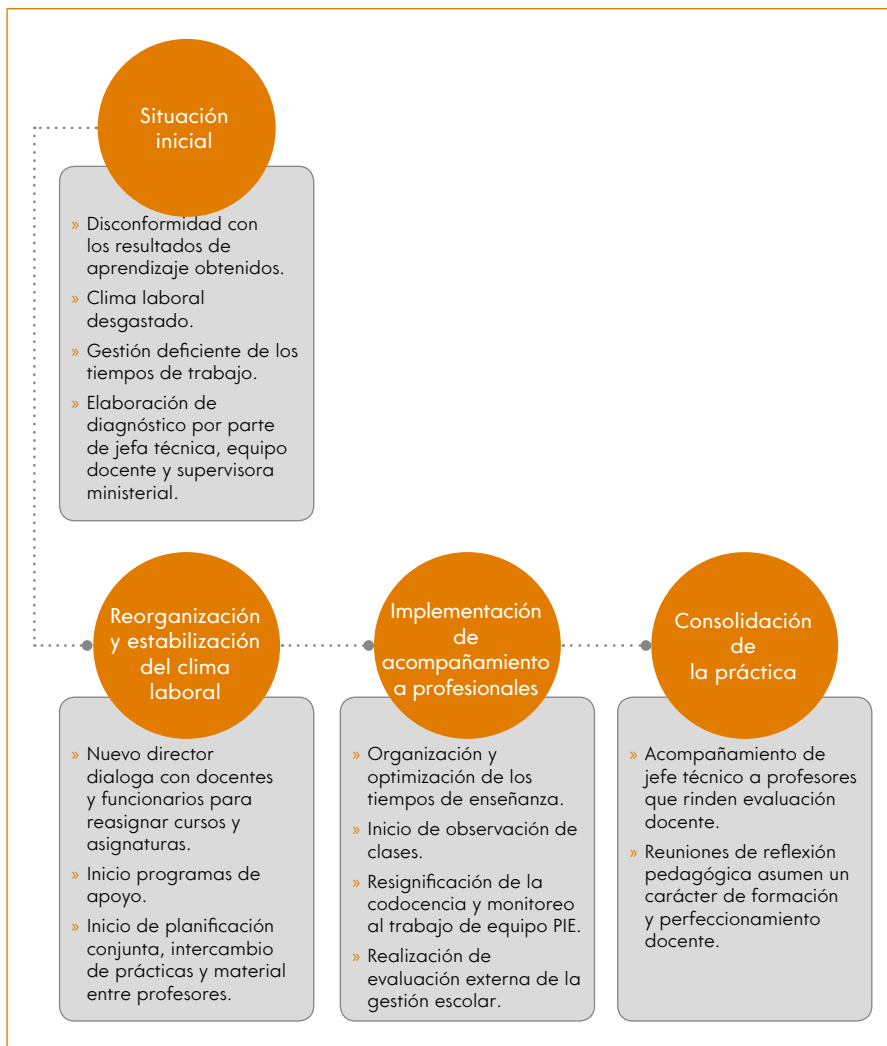 Situación
inicial
» Disconformidad con
los resultados de
aprendizaje obtenidos.
» Clima laboral
desgastado.
» Gestión deficiente de los
tiempos de trabajo.
» Elaboración de
diagnóstico por parte
de jefa técnica, equipo
docente y supervisora
ministerial.
Reorganización
y estabilización
del clima
laboral
» Nuevo director
dialoga con docentes
y funcionarios para
reasignar cursos y
asignaturas.
» Inicio programas de
apoyo.
» Inicio de planificación
conjunta, intercambio
de prácticas y material
entre profesores.
Implementación
de
acompañamiento
a profesionales
» Organización y
optimización de los
tiempos de enseñanza.
» Inicio de observación de
clases.
» Resignificación de la
codocencia y monitoreo
al trabajo de equipo PIE.
» Realización de
evaluación externa de la
gestión escolar.
Consolidación
de
la práctica
» Acompañamiento de
jefe técnico a profesores
que rinden evaluación
docente.
» Reuniones de reflexión
pedagógica asumen un
carácter de formación
y perfeccionamiento
docente.